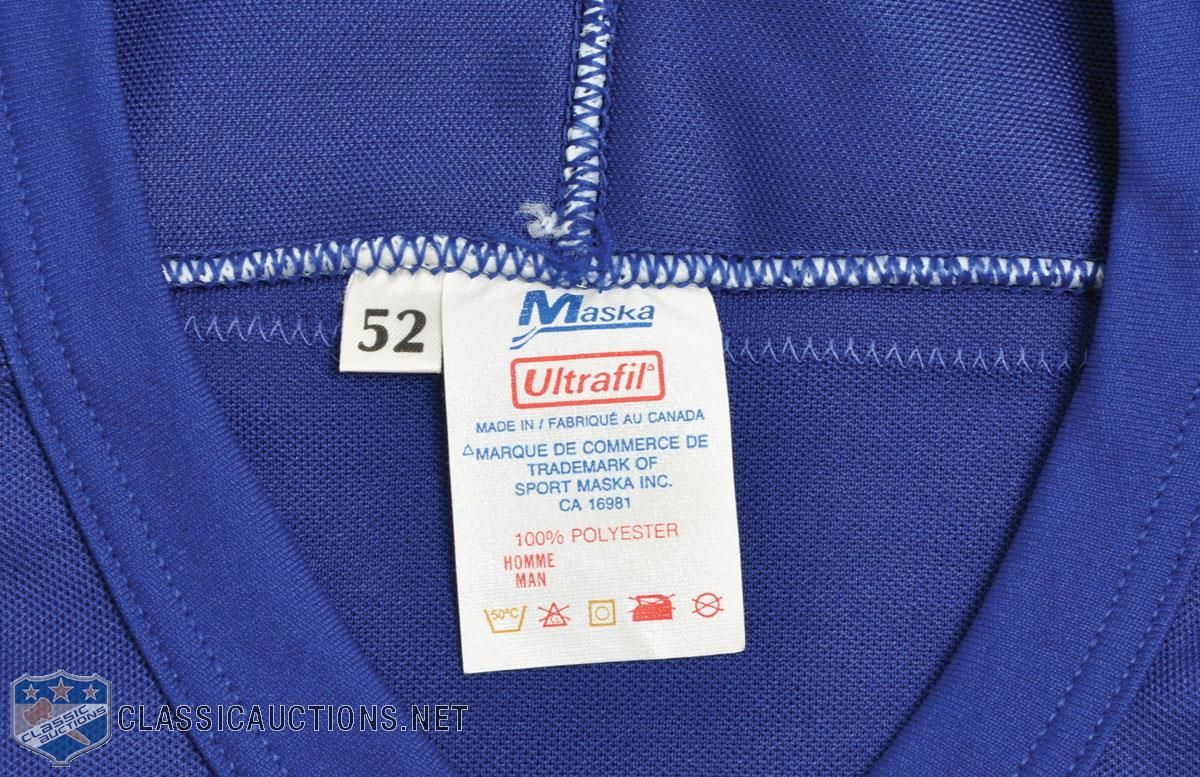 52
Maska
Ultrafil△
MADE IN / FABRIQUÉ AU CANADA
△MARQUE DE COMMERCE DE
TRADEMARK OF
SPORT MASKA INC.
CA 16981
100% POLYESTER
HOMME
MAN
50°C
CLASSIC
AUCTIONS
CLASSICAUCTIONS.NET